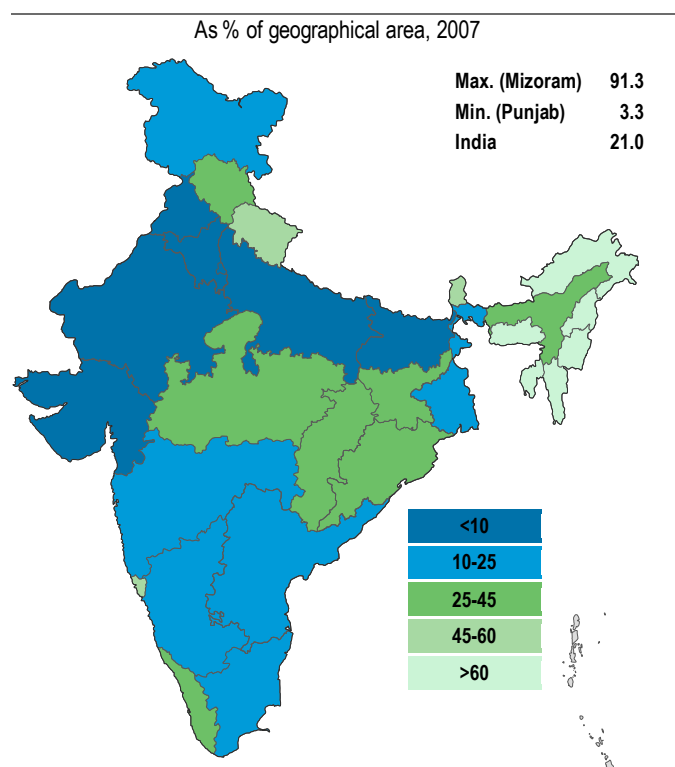 As % of geographical area, 2007
Max. (Mizoram) 91.3
Min. (Punjab) 3.3
India 21.0
<10
10-25
25-45
45-60
>60